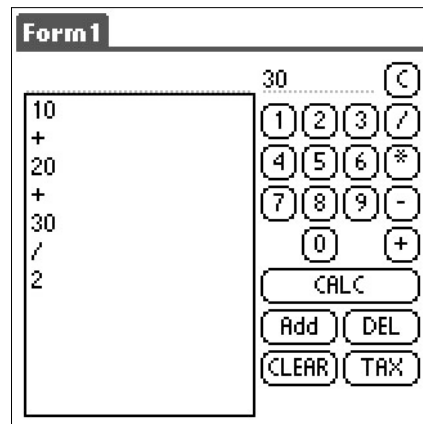 Form1
30 C
10
+
20
+
30
/
2
1 2 3 /
4 5 6 *
7 8 9 -
0 +
CALC
Add DEL
CLEAR TAX